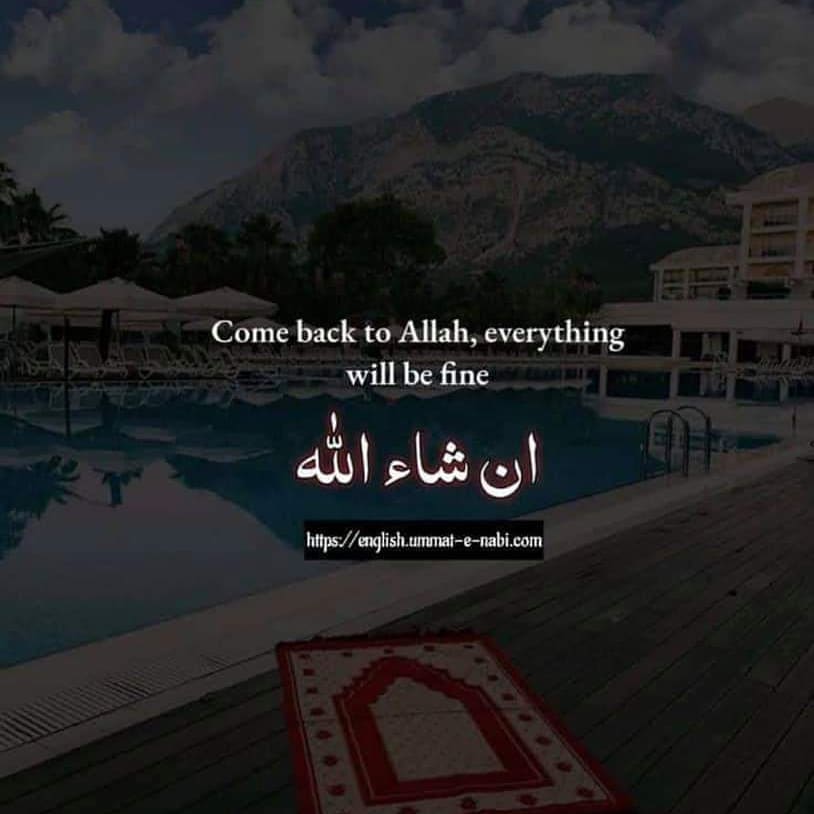 Come back to Allah, everything
will be fine
ان شاء الله
https://english.ummat-e-nabi.com